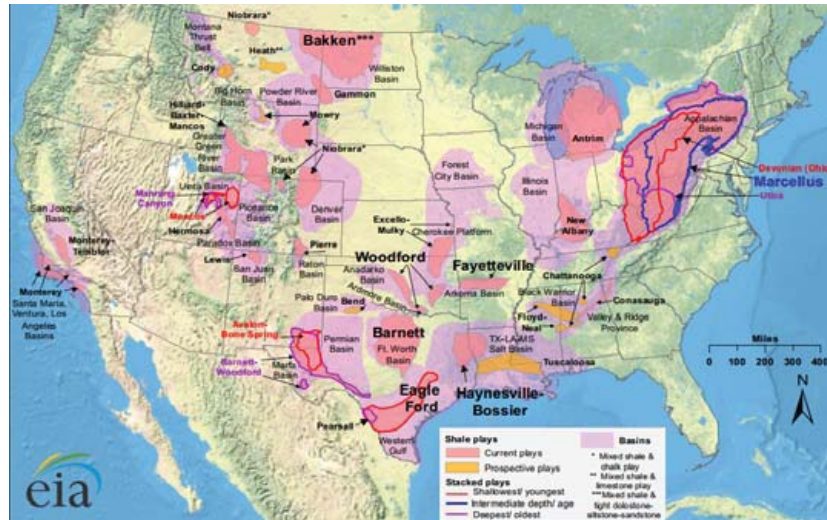 Niobrara*
Montana
Thrust
Belt
Heath**
Cody
Bakken***
Williston
Basin
Big Horn
Basin
Powder River
Basin
Gammon
Hilliard-
Baxter-
Mancos
Mowry
Greater
Green
River
Basin
Niobrara*
Park
Basin
Uinta Basin
Manning
Canyon
Mancos
Piceance
Basin
Denver
Basin
Hermosa
Paradox Basin
Lewis
San Juan
Basin
Pierre
Raton
Basin
San Joaquin
Basin
Monterey-
Temblor
Monterey
Santa Maria,
Ventura, Los
Angeles
Basins
Forest
City Basin
Excello-
Mulky
Cherokee Platform
Woodford
Anadarko
Basin
Ardmore Basin
Palo Duro
Basin
Bend
Fayetteville
Arkoma Basin
Michigan
Basin
Antrim
Illinois
Basin
New
Albany
Appalachian
Basin
Devonian (Ohio
Marcellus
Utica
Chattanooga
Black Warrior
Basin
Conasauga
Floyd-
Neal
Valley & Ridge
Province
Avalon-
Bone Spring
Permian
Basin
Barnett-
Woodford
Marfa
Basin
Barnett
Ft. Worth
Basin
TX-LA-MS
Salt Basin
Tuscaloosa
Haynesville-
Bossier
Eagle
Ford
Pearsall
Western
Gulf
Miles
0 100 200 300 400
N
eia
Shale plays
Current plays
Prospective plays
Stacked plays
Shallowest/ youngest
Intermediate depth/ age
Deepest/ oldest
Basins
* Mixed shale &
chalk play
** Mixed shale &
limestone play
***Mixed shale &
tight dolostone-
siltstone-sandstone